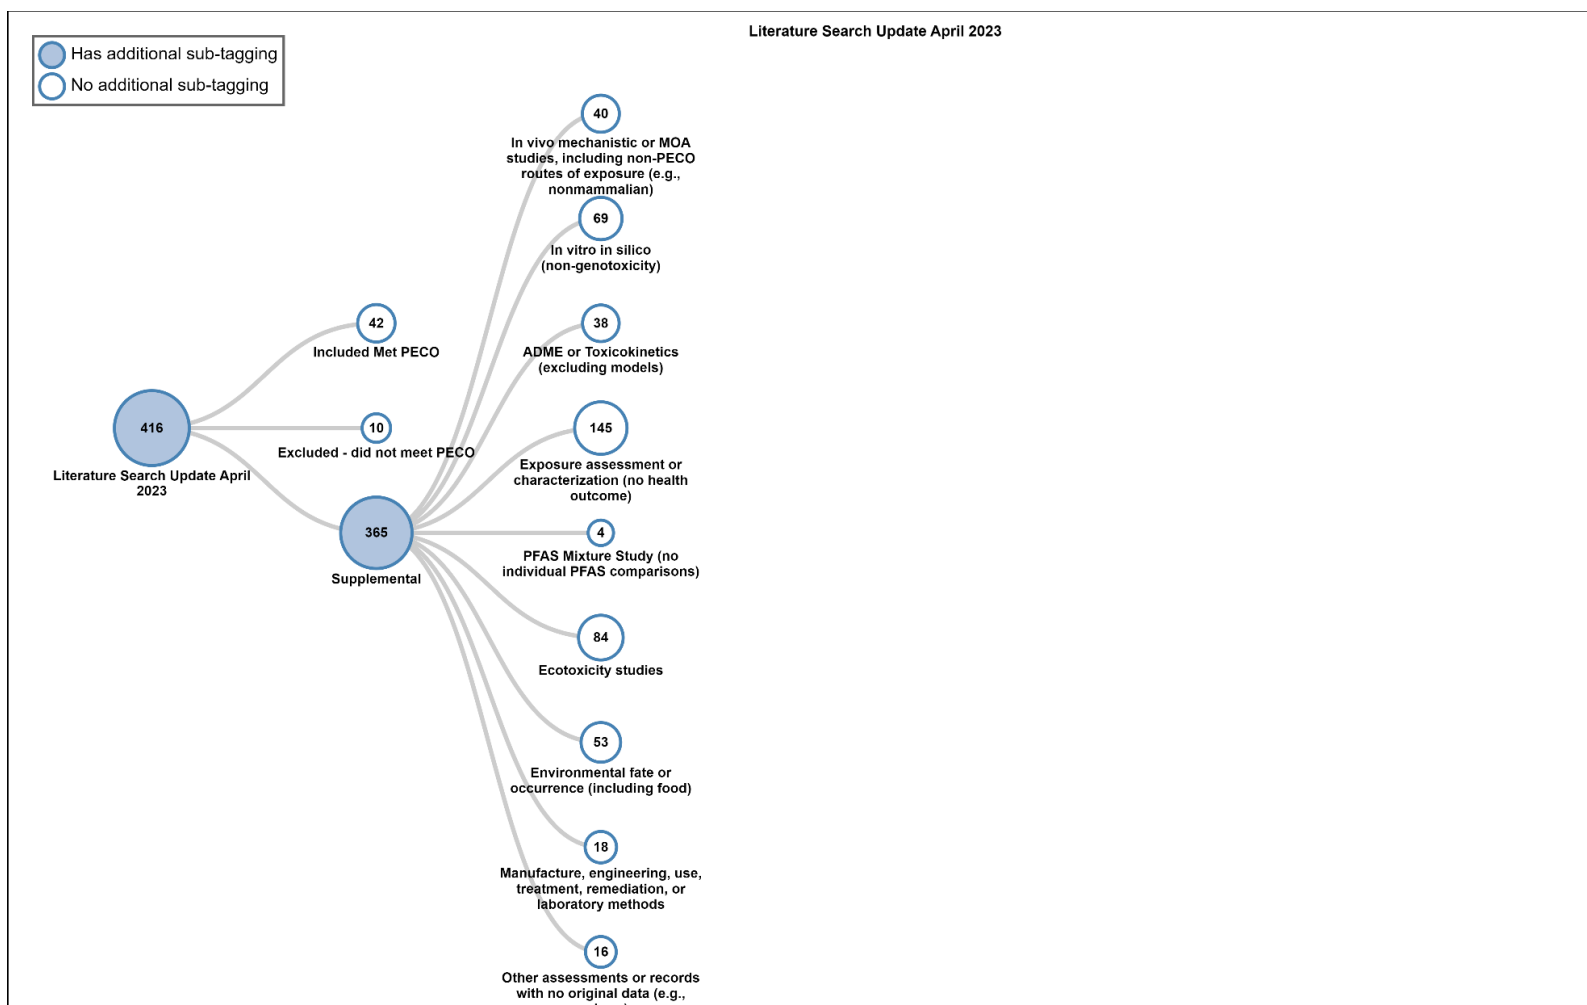 Literature Search Update April 2023
Has additional sub-tagging
No additional sub-tagging
40
In vivo mechanistic or MOA
studies, including non-PECO
routes of exposure (e.g.,
nonmammalian)
69
In vitro in silico
(non-genotoxicity)
42
Included Met PECO
38
ADME or Toxicokinetics
(excluding models)
416
Literature Search Update April
2023
10
Excluded - did not meet PECO
145
Exposure assessment or
characterization (no health
outcome)
365
Supplemental
4
PFAS Mixture Study (no
individual PFAS comparisons)
84
Ecotoxicity studies
53
Environmental fate or
occurrence (including food)
18
Manufacture, engineering, use,
treatment, remediation, or
laboratory methods
16
Other assessments or records
with no original data (e.g.,